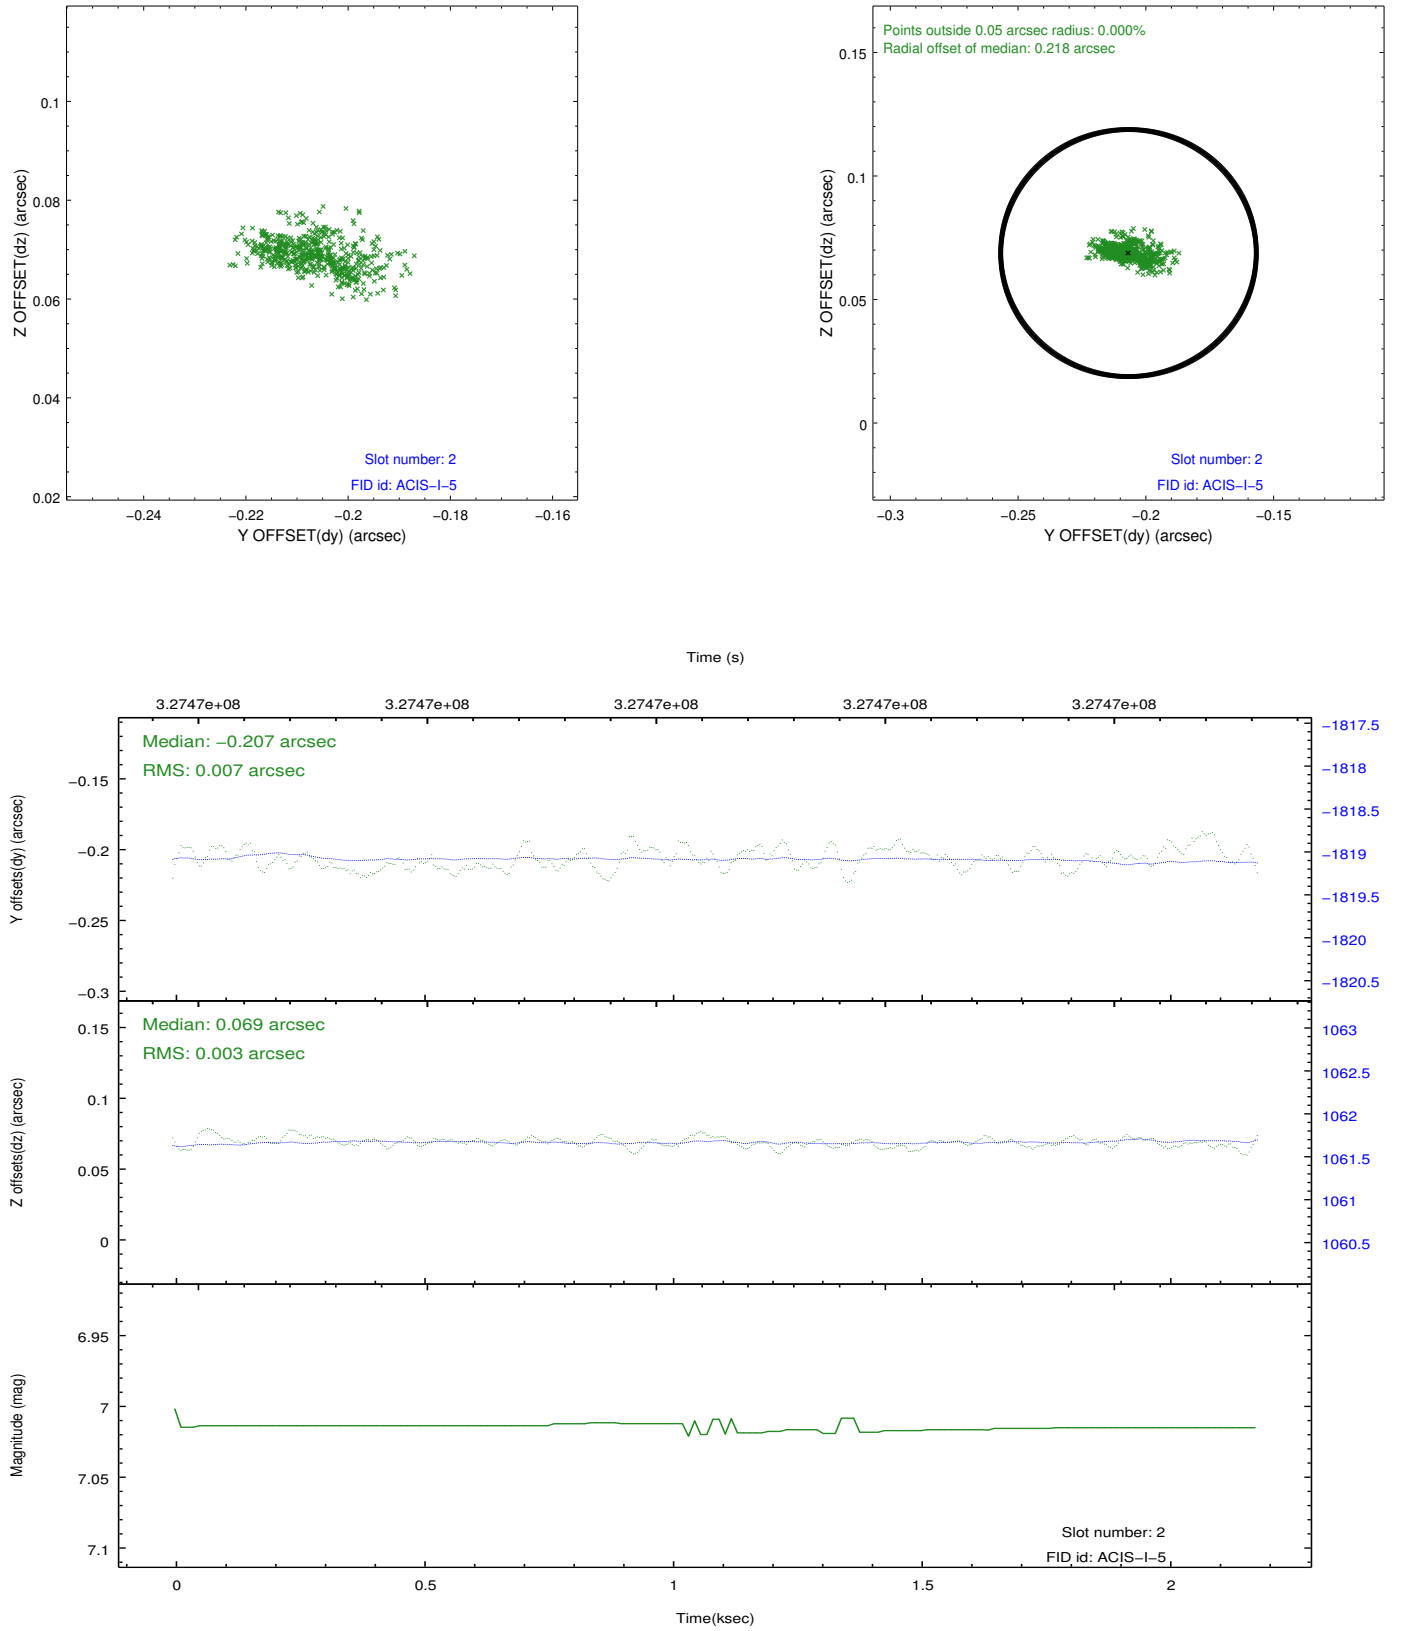 0.1
0.08
0.06
0.04
0.02
Z OFFSET(dz) (arcsec)
Slot number: 2
FID id: ACIS−I−5
−0.24 −0.22 −0.2 −0.18 −0.16
Y OFFSET(dy) (arcsec)
Points outside 0.05 arcsec radius: 0.000%
Radial offset of median: 0.218 arcsec
0.15
0.1
0.05
0
Z OFFSET(dz) (arcsec)
Slot number: 2
FID id: ACIS−I−5
−0.3 −0.25 −0.2 −0.15
Y OFFSET(dy) (arcsec)
Time (s)
3.2747e+08 3.2747e+08 3.2747e+08 3.2747e+08 3.2747e+08
Median: −0.207 arcsec
RMS: 0.007 arcsec
−0.15
−0.2
−0.25
−0.3
Y offsets(dy) (arcsec)
−1817.5
−1818
−1818.5
−1819
−1819.5
−1820
−1820.5
Median: 0.069 arcsec
RMS: 0.003 arcsec
0.15
0.1
0.05
0
Z offsets(dz) (arcsec)
1063
1062.5
1062
1061.5
1061
1060.5
6.95
7
7.05
7.1
Magnitude (mag)
Slot number: 2
FID id: ACIS−I−5
0 0.5 1 1.5 2
Time(ksec)